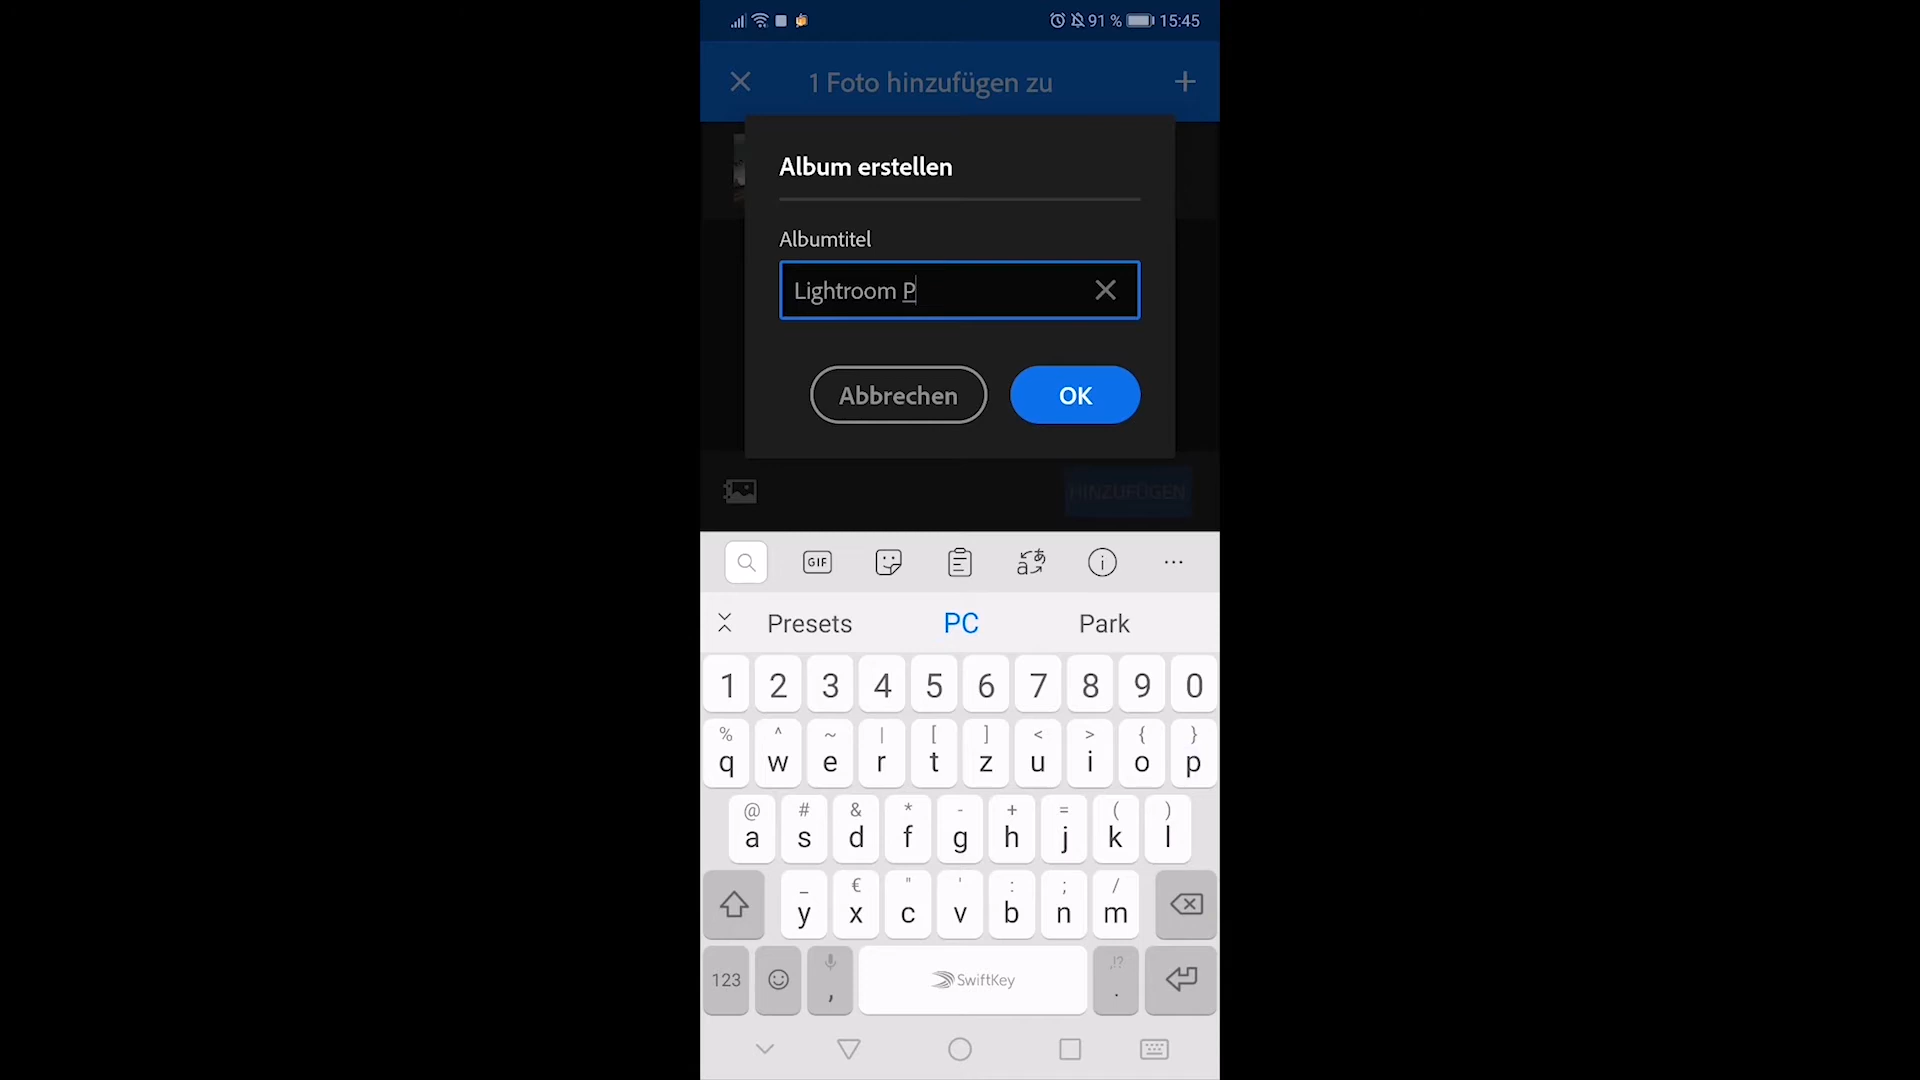 91 % 15:45
1 Foto hinzufügen zu
Album erstellen
Albumtitel
Lightroom P
Abbrechen OK
HINZUFÜGEN
GIF
Presets PC Park
1 2 3 4 5 6 7 8 9 0
% ^ ~ | [ ] < > { }
q w e r t z u i o p
@ # & * - + = ( )
a s d f g h j k l
_ € " ' : ; /
y x c v b n m
123 , SwiftKey ,!? .